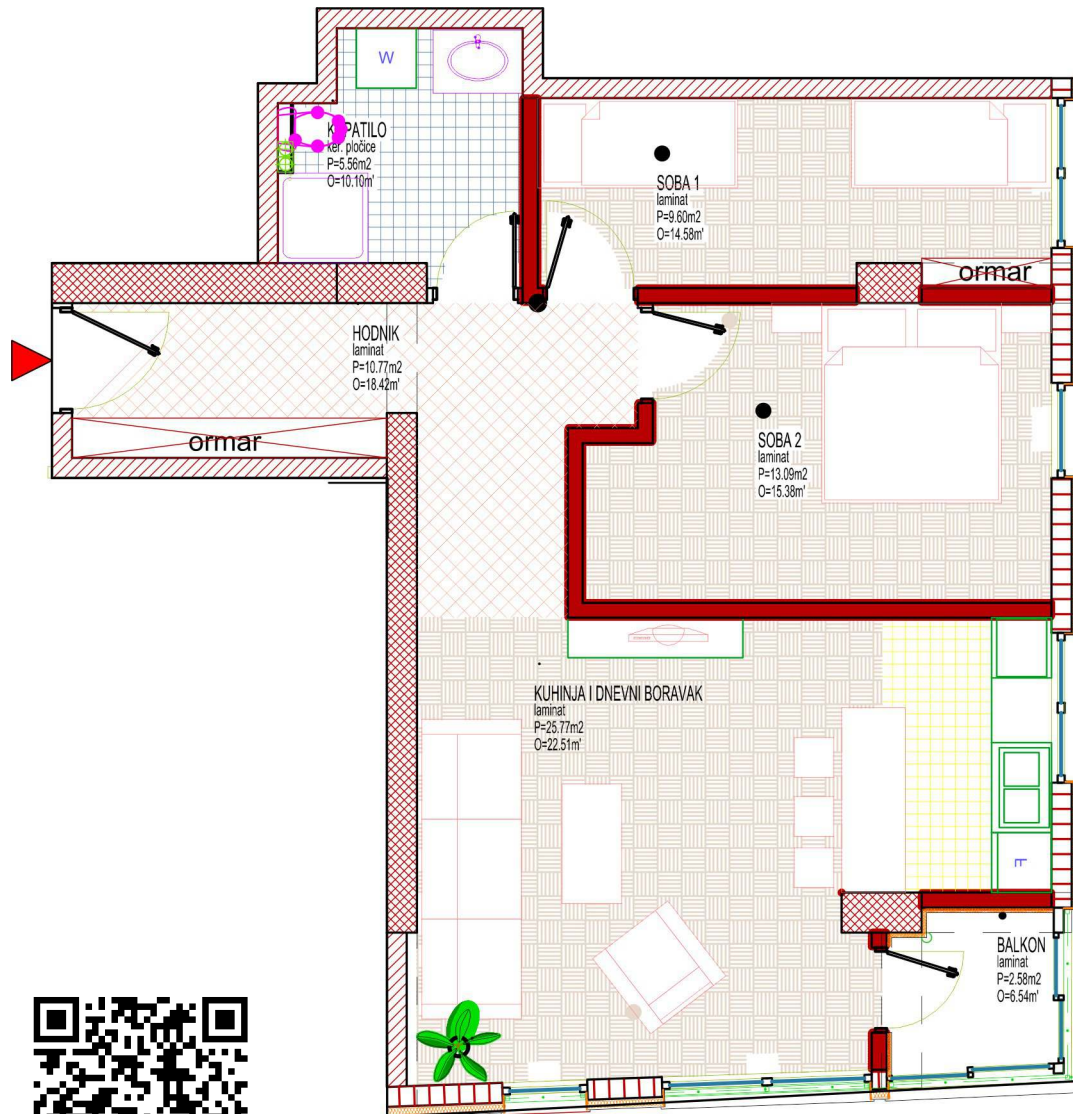 W
KUPATILO
ker. pločice
P=5.56m2
O=10.10m'
SOBA 1
laminat
P=9.60m2
O=14.58m'
ormar
HODNIK
laminat
P=10.77m2
O=18.42m'
ormar
SOBA 2
laminat
P=13.09m2
O=15.38m'
KUHINJA I DNEVNI BORAVAK
laminat
P=25.77m2
O=22.51m'
F
BALKON
laminat
P=2.58m2
O=6.54m'